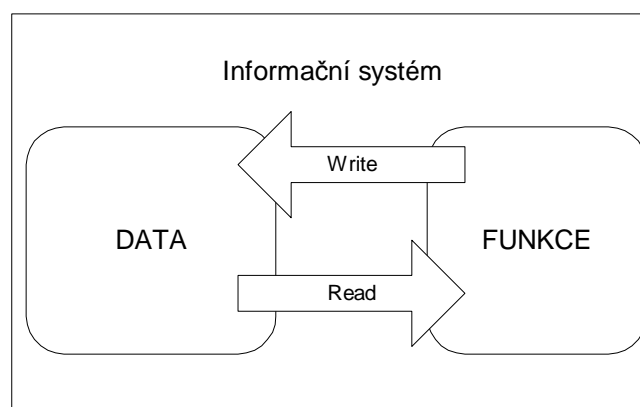 Informační systém
Write
DATA
FUNKCE
Read